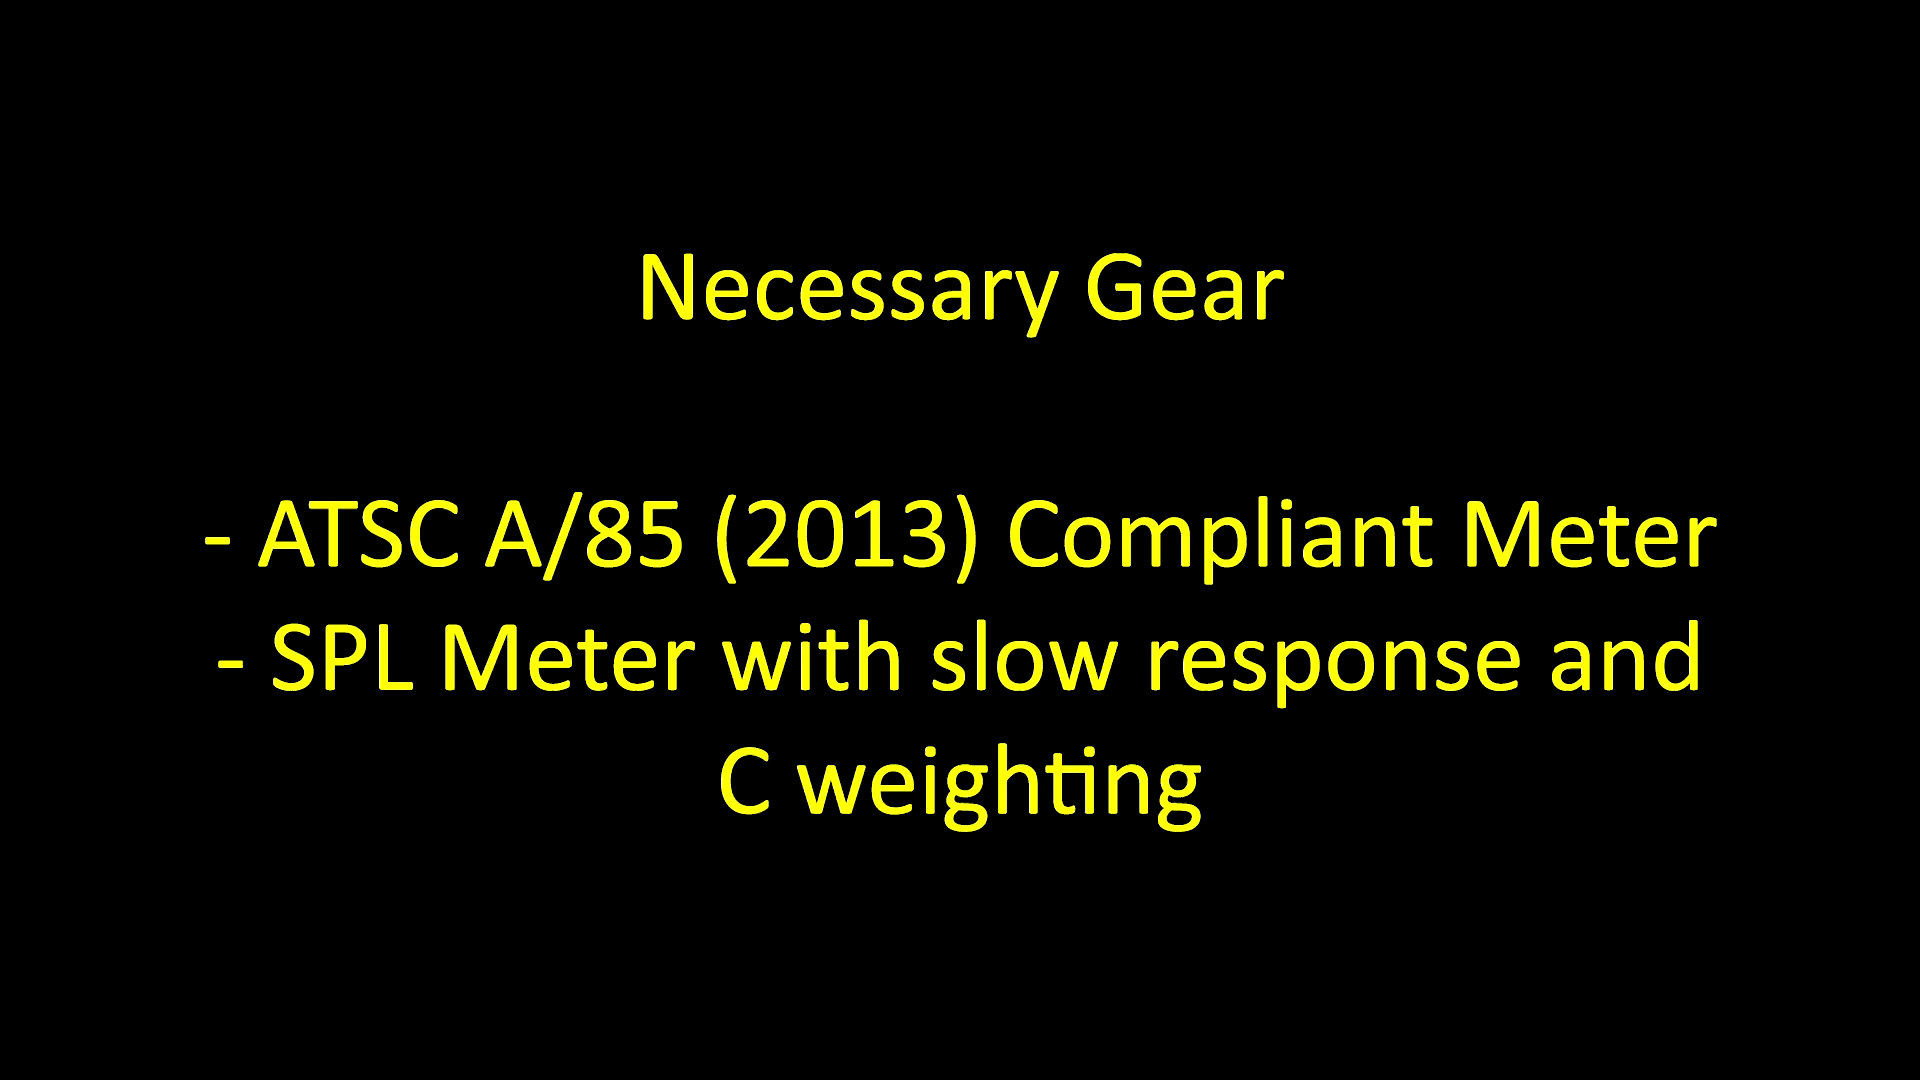 Necessary Gear
- ATSC A/85 (2013) Compliant Meter
- SPL Meter with slow response and
C weighting